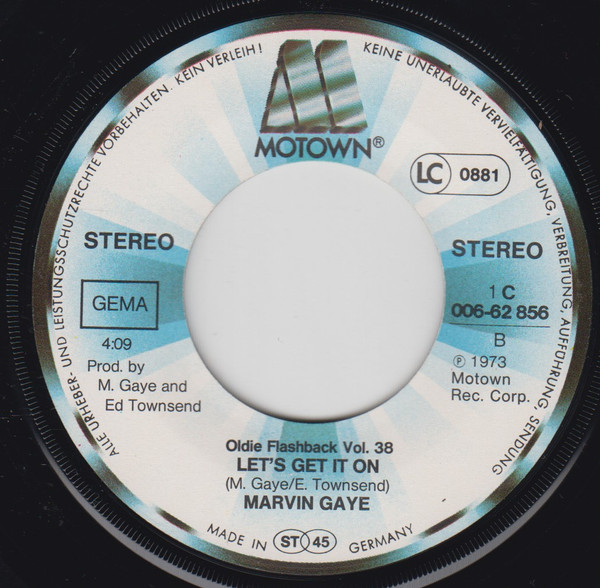 ALLE URHEBER- UND LEISTUNGSSCHUTZRECHTE VORBEHALTEN. KEIN VERLEIH! KEINE UNERLAUBTE VERVIELFÄLTIGUNG, VERBREITUNG, AUFFÜHRUNG, SENDUNG
MOTOWN®
LC 0881
STEREO
STEREO
GEMA
4:09
Prod. by
M. Gaye and
Ed Townsend
1 C
006-62 856
B
℗ 1973
Motown
Rec. Corp.
Oldie Flashback Vol. 38
LET'S GET IT ON
(M. Gaye/E. Townsend)
MARVIN GAYE
MADE IN ST 45 GERMANY